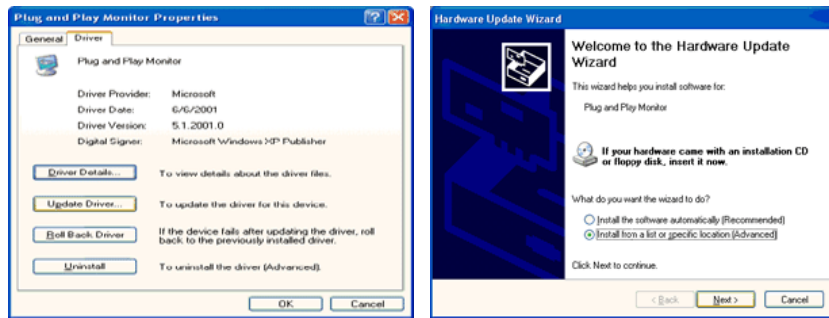 Plug and Play Monitor Properties
General
Driver
Plug and Play Monitor
Driver Provider: Microsoft
Driver Date: 6/6/2001
Driver Version: 5.1.2001.0
Digital Signer: Microsoft Windows XP Publisher
Driver Details...
To view details about the driver files.
Update Driver...
To update the driver for this device.
Roll Back Driver
If the device fails after updating the driver, roll
back to the previously installed driver.
Uninstall
To uninstall the driver (Advanced).
OK
Cancel
Hardware Update Wizard
Welcome to the Hardware Update
Wizard
This wizard helps you install software for:
Plug and Play Monitor
If your hardware came with an installation CD
or floppy disk, insert it now.
What do you want the wizard to do?
Install the software automatically (Recommended)
Install from a list or specific location (Advanced)
Click Next to continue.
< Back
Next >
Cancel